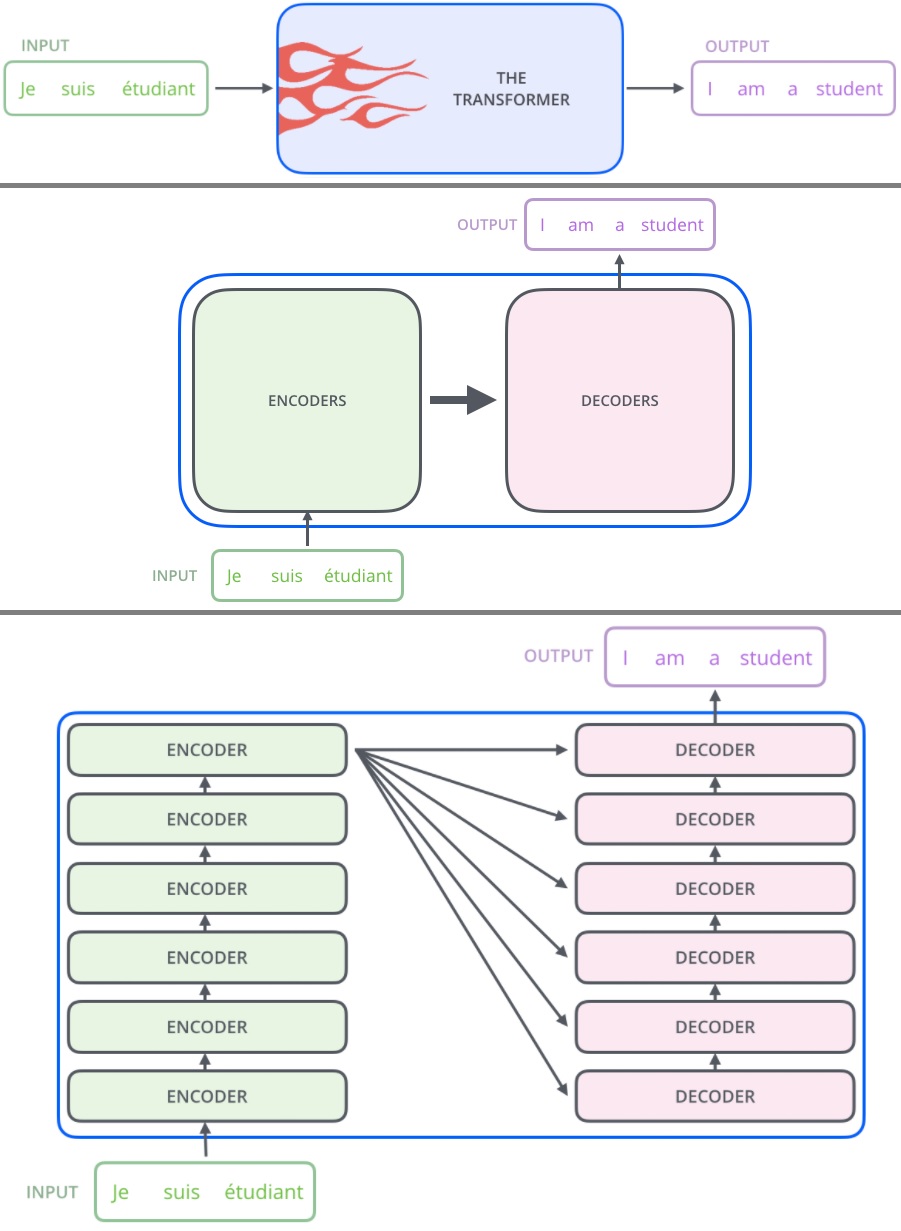 INPUT
Je suis étudiant
THE
TRANSFORMER
OUTPUT
I am a student
OUTPUT
I am a student
ENCODERS
DECODERS
INPUT
Je suis étudiant
OUTPUT
I am a student
ENCODER
DECODER
ENCODER
DECODER
ENCODER
DECODER
ENCODER
DECODER
ENCODER
DECODER
ENCODER
DECODER
INPUT
Je suis étudiant